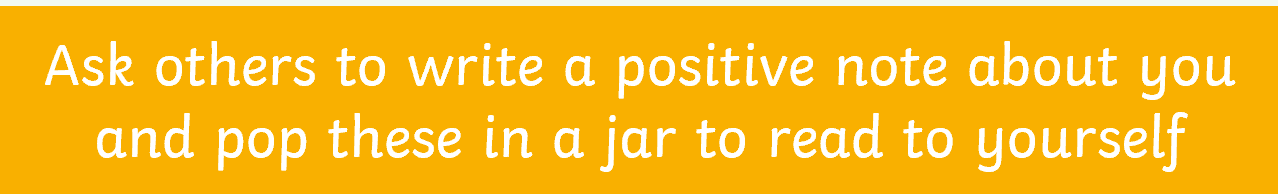 Ask others to write a positive note about you
and pop these in a jar to read to yourself